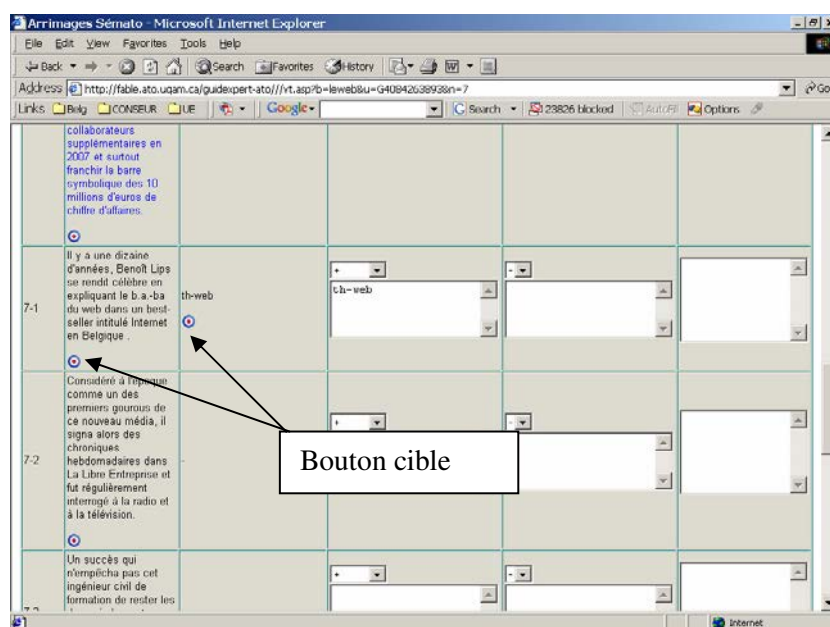 Arrimages Sémato - Microsoft Internet Explorer
File Edit View Favorites Tools Help
Back Search Favorites History
Address http://fable.ato.uqam.ca/guidexpert-ato///vt.asp?b=leweb&u=G408426389&n=7 Go
Links Belg CONSEUR UE Google Search 23826 blocked AutoFill Options
collaborateurs
supplémentaires en
2007 et surtout
franchir la barre
symbolique des 10
millions d'euros de
chiffre d'affaires.
7-1
Il y a une dizaine
d'années, Benoît Lips
se rendit célèbre en
expliquant le b.a.-ba
du web dans un best-
seller intitulé Internet
en Belgique .
th-web
+
th-web
-
7-2
Considéré à l'époque
comme un des
premiers gourous de
ce nouveau média, il
signa alors des
chroniques
hebdomadaires dans
La Libre Entreprise et
fut régulièrement
interrogé à la radio et
à la télévision.
-
+
-
Bouton cible
Un succès qui
n'empêcha pas cet
ingénieur civil de
formation de rester les
+
-
Internet